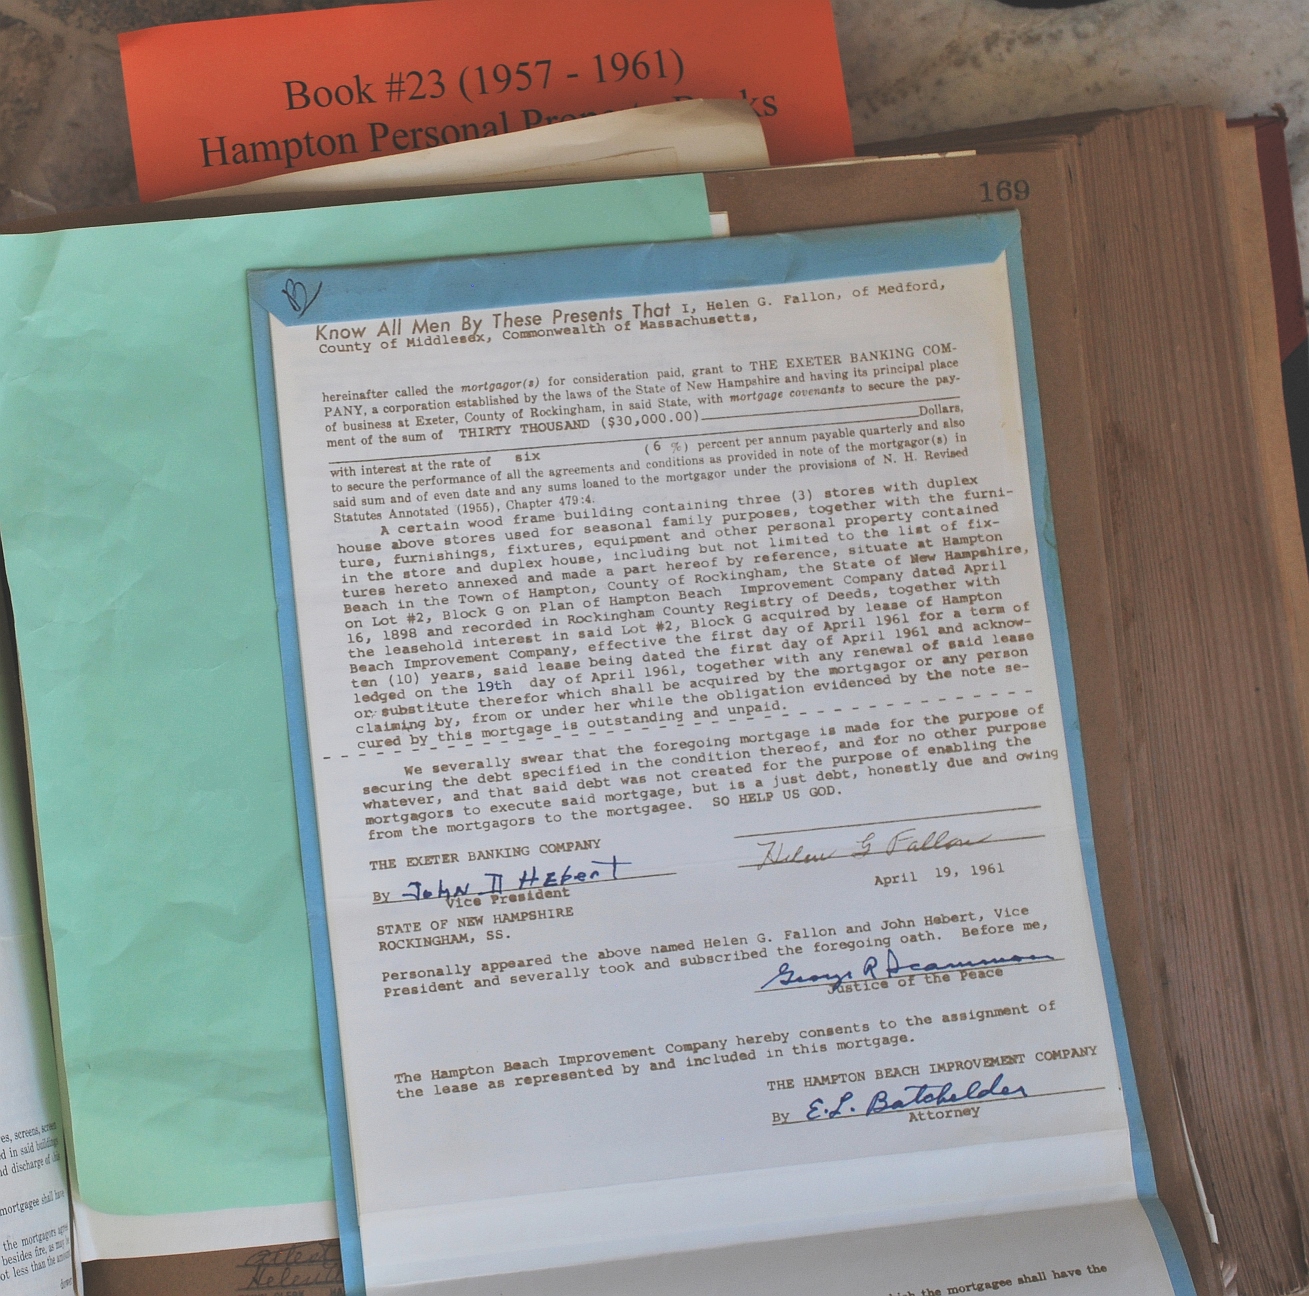 Book #23 (1957 - 1961)
Hampton Personal
169
Know All Men By These Presents That I, Helen G. Fallon, of Medford,
County of Middlesex, Commonwealth of Massachusetts,
hereinafter called the mortgagor(s) for consideration paid, grant to THE EXETER BANKING COM-
PANY, a corporation established by the laws of the State of New Hampshire and having its principal place
of business at Exeter, County of Rockingham, in said State, with mortgage covenants to secure the pay-
ment of the sum of THIRTY THOUSAND ($30,000.00)
Dollars,
with interest at the rate of six (6 %) percent per annum payable quarterly and also
to secure the performance of all the agreements and conditions as provided in note of the mortgagor(s) in
said sum and of even date and any sums loaned to the mortgagor under the provisions of N. H. Revised
Statutes Annotated (1955), Chapter 479:4.
A certain wood frame building containing three (3) stores with duplex
house above stores used for seasonal family purposes, together with the furni-
ture, furnishings, fixtures, equipment and other personal property contained
in the store and duplex house, including but not limited to the list of fix-
tures hereto annexed and made a part hereof by reference, situate at Hampton
Beach in the Town of Hampton, County of Rockingham, the State of New Hampshire,
on Lot #2, Block G on Plan of Hampton Beach Improvement Company dated April
16, 1898 and recorded in Rockingham County Registry of Deeds, together with
the leasehold interest in said Lot #2, Block G acquired by lease of Hampton
Beach Improvement Company, effective the first day of April 1961 for a term of
ten (10) years, said lease being dated the first day of April 1961 and acknow-
ledged on the 19th day of April 1961, together with any renewal of said lease
or substitute therefor which shall be acquired by the mortgagor or any person
claiming by, from or under her while the obligation evidenced by the note se-
cured by this mortgage is outstanding and unpaid.
We severally swear that the foregoing mortgage is made for the purpose of
securing the debt specified in the condition thereof, and for no other purpose
whatever, and that said debt was not created for the purpose of enabling the
mortgagors to execute said mortgage, but is a just debt, honestly due and owing
from the mortgagors to the mortgagee. SO HELP US GOD.
THE EXETER BANKING COMPANY
Helen G Fallon
By John D Hebert
Vice President
April 19, 1961
STATE OF NEW HAMPSHIRE
ROCKINGHAM, SS.
Personally appeared the above named Helen G. Fallon and John Hebert, Vice
President and severally took and subscribed the foregoing oath. Before me,
George R Scammon
Justice of the Peace
The Hampton Beach Improvement Company hereby consents to the assignment of
the lease as represented by and included in this mortgage.
THE HAMPTON BEACH IMPROVEMENT COMPANY
By E.L. Batchelder
Attorney
the mortgagee shall have the
screens, screen
in said
discharge of
mortgagee shall
the mortgagors
besides fire, as
not less than the